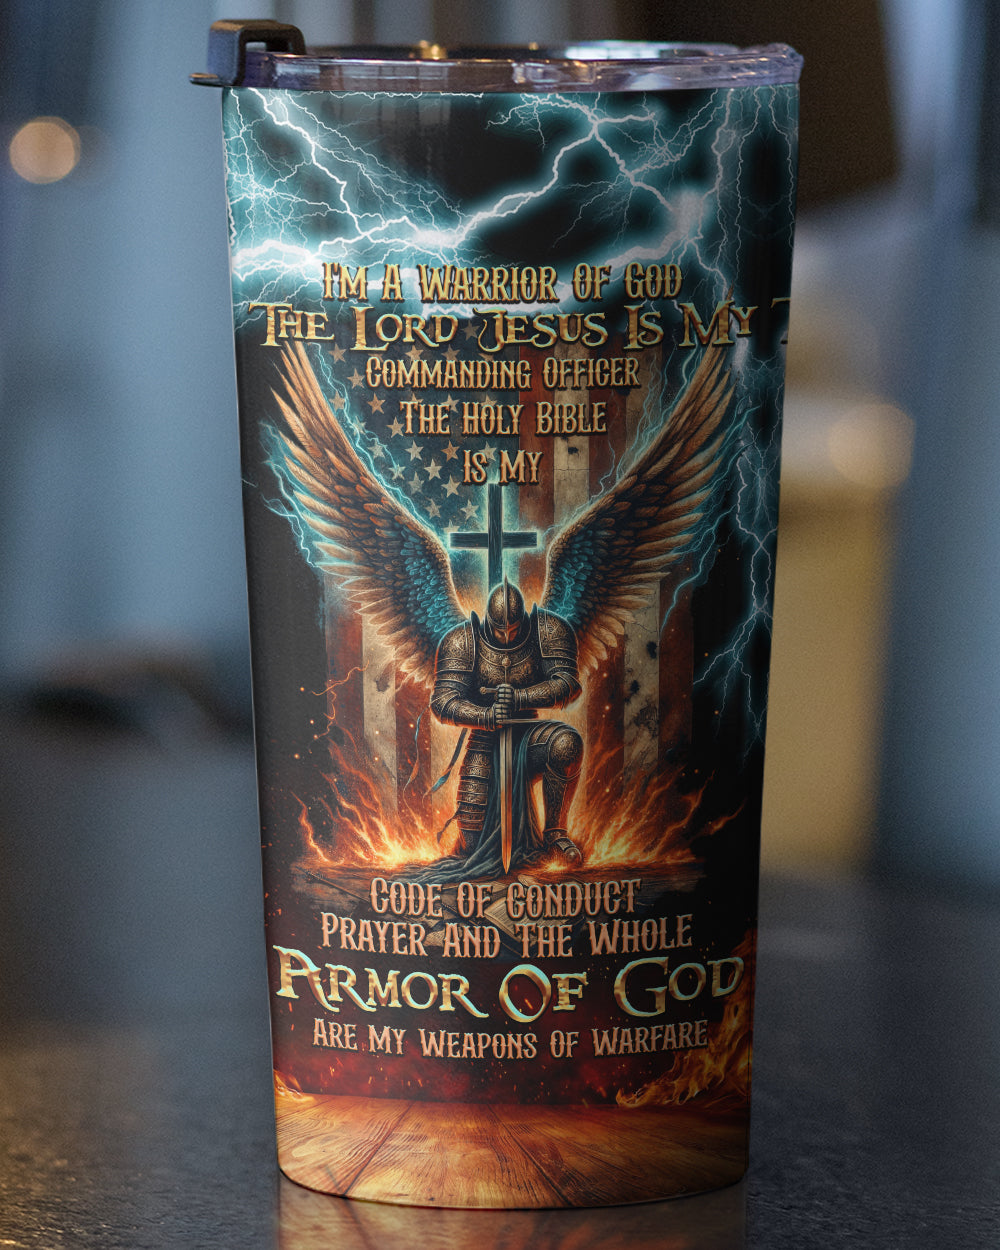 I'm A Warrior Of God
The Lord Jesus Is My T
Commanding Officer
The Holy Bible
Is My
Code Of Conduct
Prayer And The Whole
Armor Of God
Are My Weapons Of Warfare